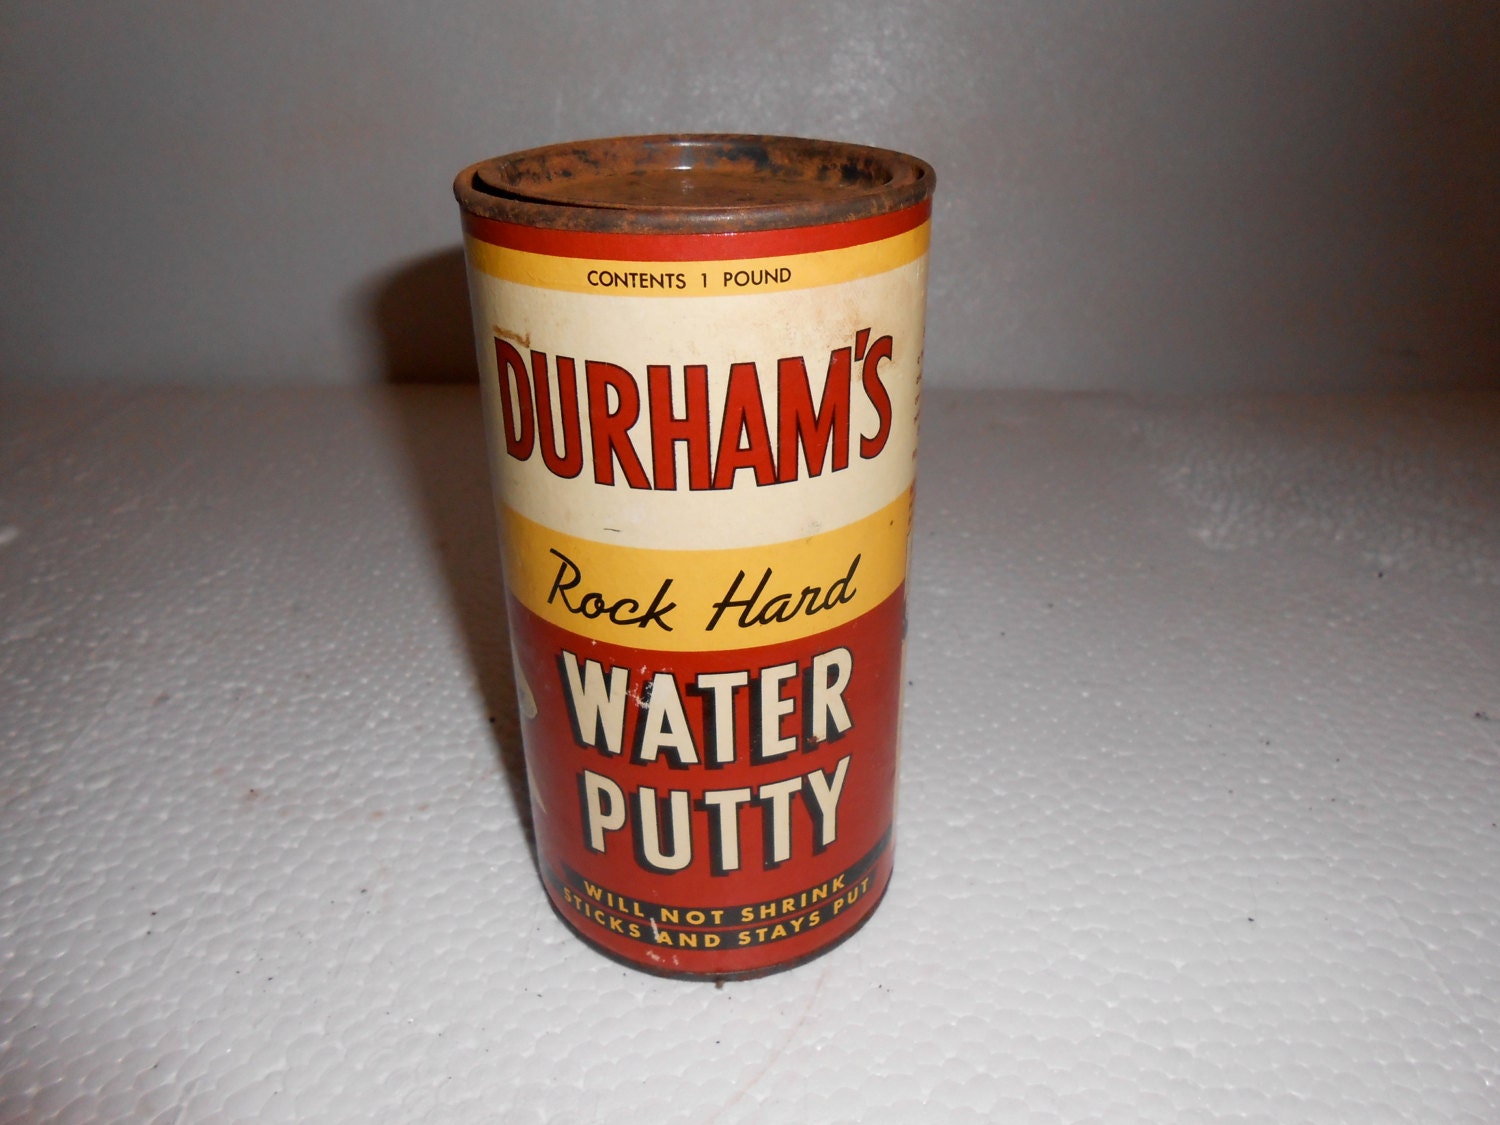 CONTENTS 1 POUND
DURHAM'S
Rock Hard
WATER
PUTTY
WILL NOT SHRINK
STICKS AND STAYS PUT